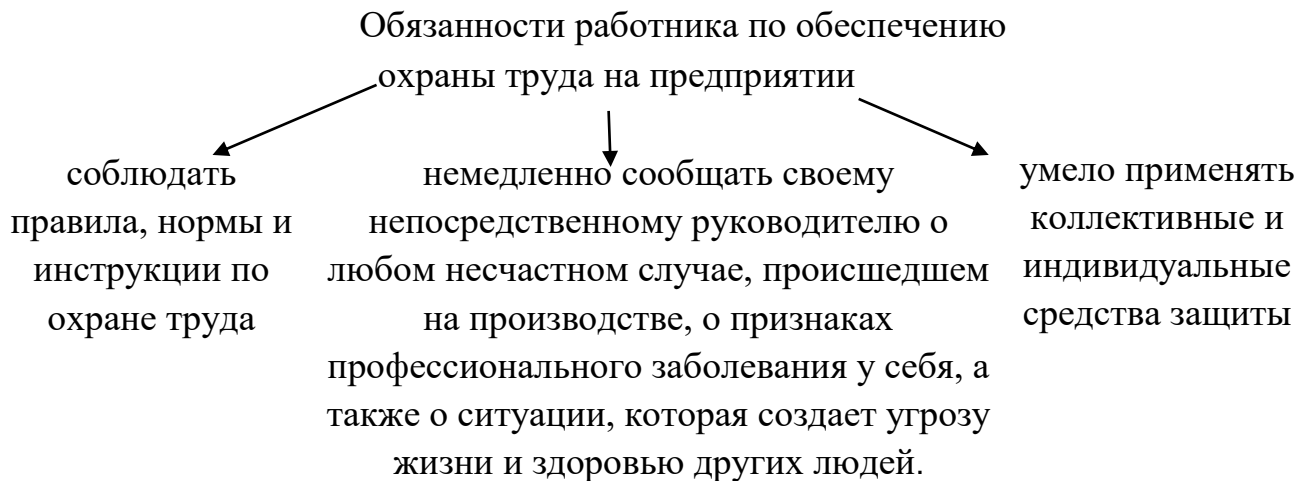 Обязанности работника по обеспечению
охраны труда на предприятии
соблюдать
правила, нормы и
инструкции по
охране труда
немедленно сообщать своему
непосредственному руководителю о
любом несчастном случае, происшедшем
на производстве, о признаках
профессионального заболевания у себя, а
также о ситуации, которая создает угрозу
жизни и здоровью других людей.
умело применять
коллективные и
индивидуальные
средства защиты